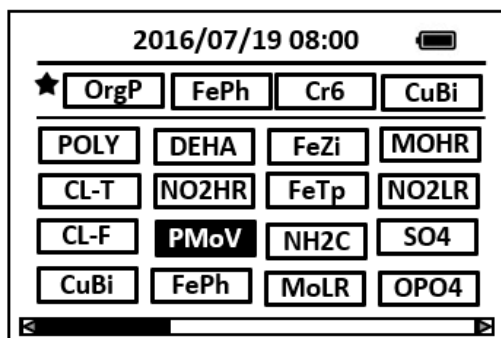 2016/07/19 08:00
OrgP FePh Cr6 CuBi
POLY DEHA FeZi MOHR
CL-T NO2HR FeTp NO2LR
CL-F PMoV NH2C SO4
CuBi FePh MoLR OPO4